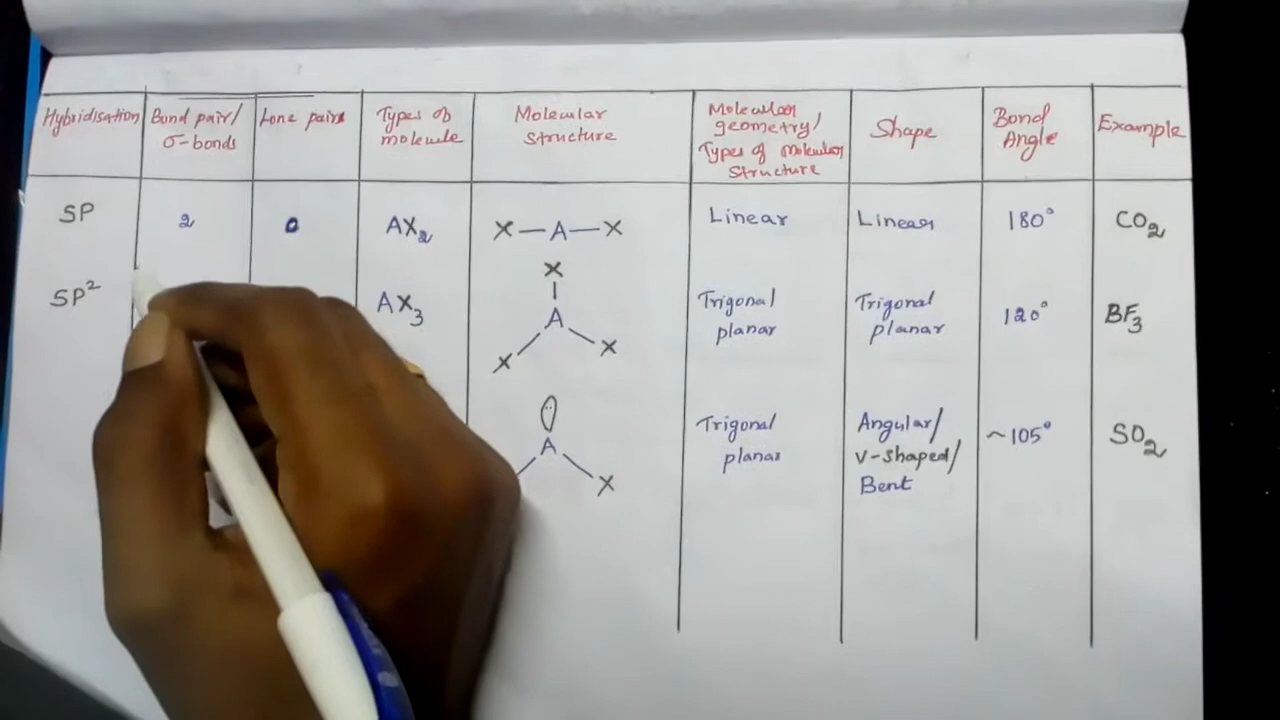 Hybridisation
Bond pair/
σ-bonds
Lone pairs
Types of
molecule
Molecular
Structure
Molecular
geometry/
Types of molecular
Structure
Shape
Bond
Angle
Example
SP
2
0
AX2
X—A—X
Linear
Linear
180°
CO2
SP²
AX3
X
A
X
X
Trigonal
planar
Trigonal
planar
120°
BF3
A
X
Trigonal
planar
Angular/
V-shaped/
Bent
~105°
SO2